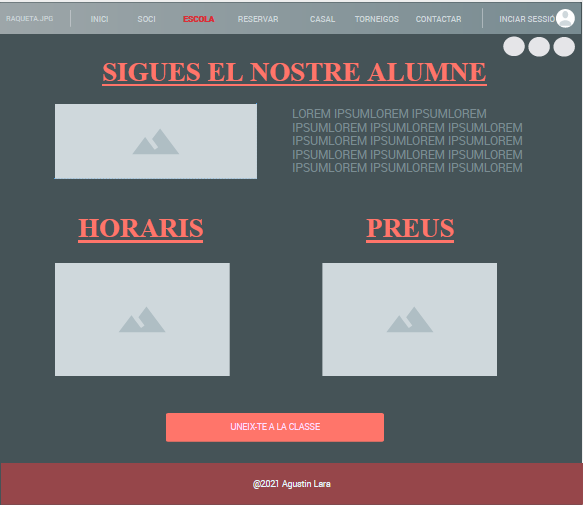 RAQUETA.JPG INICI SOCI ESCOLA RESERVAR CASAL TORNEIGOS CONTACTAR INCIAR SESSIÓ
SIGUES EL NOSTRE ALUMNE
LOREM IPSUMLOREM IPSUMLOREM
IPSUMLOREM IPSUMLOREM IPSUMLOREM
IPSUMLOREM IPSUMLOREM IPSUMLOREM
IPSUMLOREM IPSUMLOREM IPSUMLOREM
IPSUMLOREM IPSUMLOREM IPSUMLOREM
HORARIS PREUS
UNEIX-TE A LA CLASSE
@2021 Agustin Lara